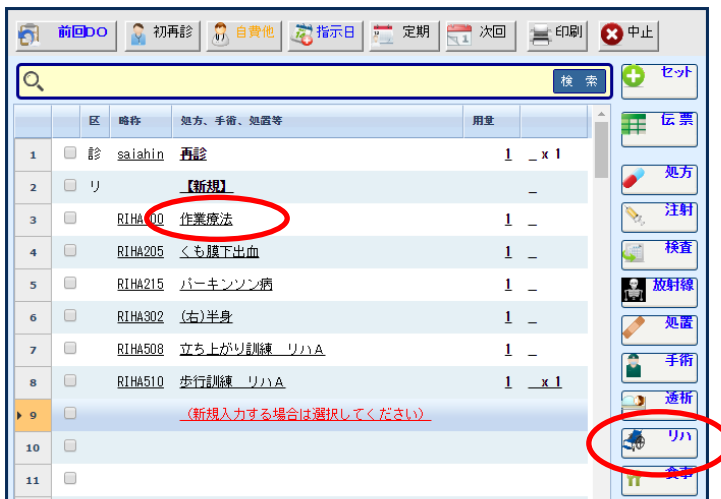 前回DO 初再診 自費他 指示日 定期 次回 印刷 中止
検 索
区 略称 処方、手術、処置等 用量
1 診 saiahin 再診 1 _ x 1
2 リ 【新規】 _
3 作業療法 1 _
4 RIHA205 くも膜下出血 1 _
5 RIHA215 パーキンソン病 1 _
6 RIHA302 (右)半身 1 _
7 RIHA508 立ち上がり訓練 リハA 1 _
8 RIHA510 歩行訓練 リハA 1 _x 1
9 (新規入力する場合は選択してください)
10
11
セット
伝票
処方
注射
検査
放射線
処置
手術
透析
リハ
食事